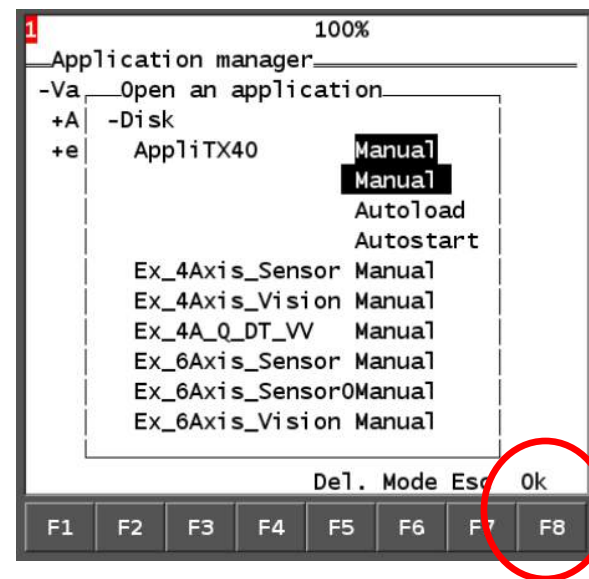 1 100%
Application manager
-Va Open an application
+A -Disk
+e AppliTX40 Manual
Manual
Autoload
Autostart
Ex_4Axis_Sensor Manual
Ex_4Axis_Vision Manual
Ex_4A_Q_DT_VV Manual
Ex_6Axis_Sensor Manual
Ex_6Axis_Sensor0Manual
Ex_6Axis_Vision Manual
Del. Mode Esc Ok
F1 F2 F3 F4 F5 F6 F7 F8